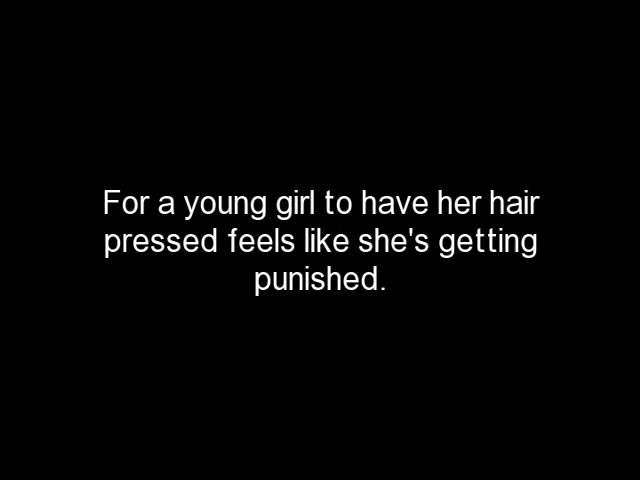 For a young girl to have her hair
pressed feels like she's getting
punished.